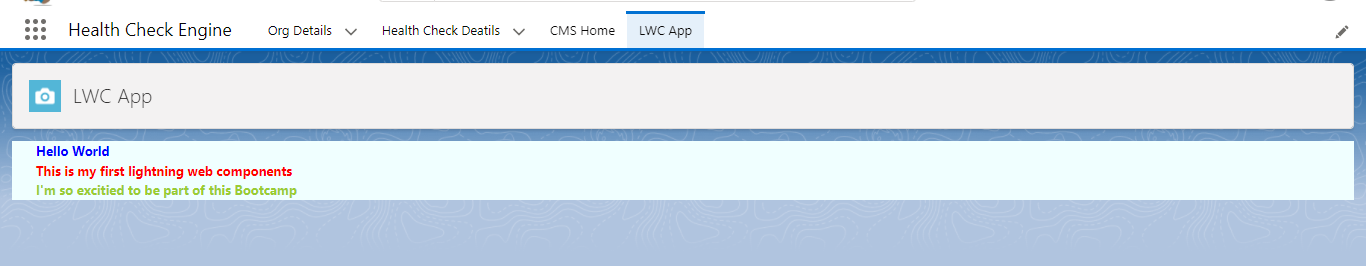 Health Check Engine Org Details Health Check Deatils CMS Home LWC App
LWC App
Hello World
This is my first lightning web components
I'm so excitied to be part of this Bootcamp